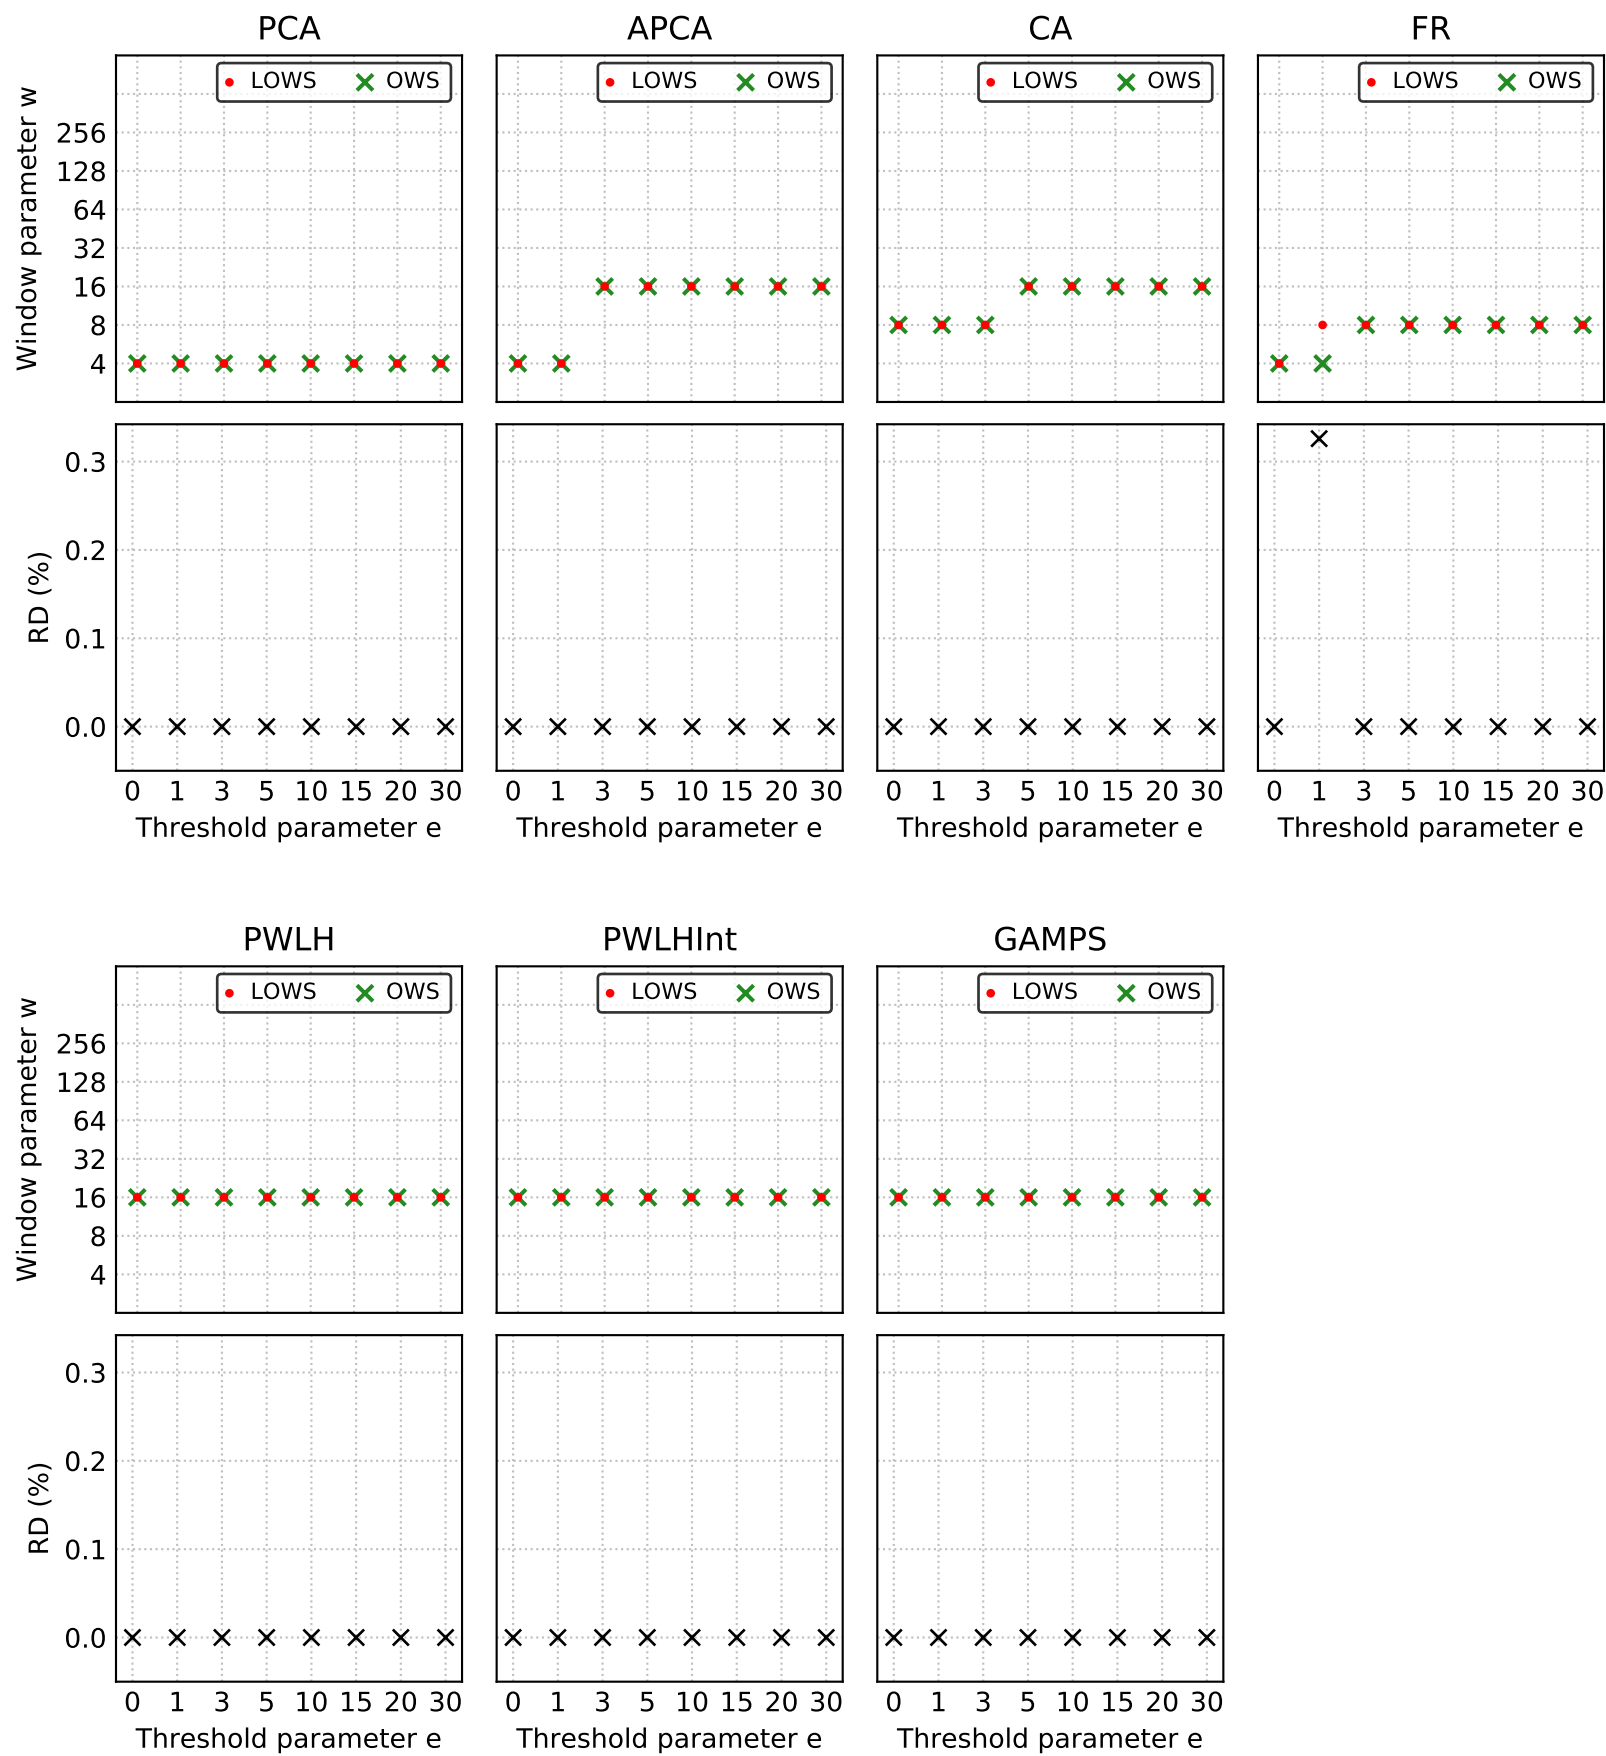 PCA APCA CA FR
LOWS OWS LOWS OWS LOWS OWS LOWS OWS
Window parameter w
256
128
64
32
16
8
4
RD (%)
0.3
0.2
0.1
0.0
0 1 3 5 10 15 20 30 0 1 3 5 10 15 20 30 0 1 3 5 10 15 20 30 0 1 3 5 10 15 20 30
Threshold parameter e Threshold parameter e Threshold parameter e Threshold parameter e
PWLH PWLHInt GAMPS
LOWS OWS LOWS OWS LOWS OWS
Window parameter w
256
128
64
32
16
8
4
RD (%)
0.3
0.2
0.1
0.0
0 1 3 5 10 15 20 30 0 1 3 5 10 15 20 30 0 1 3 5 10 15 20 30
Threshold parameter e Threshold parameter e Threshold parameter e